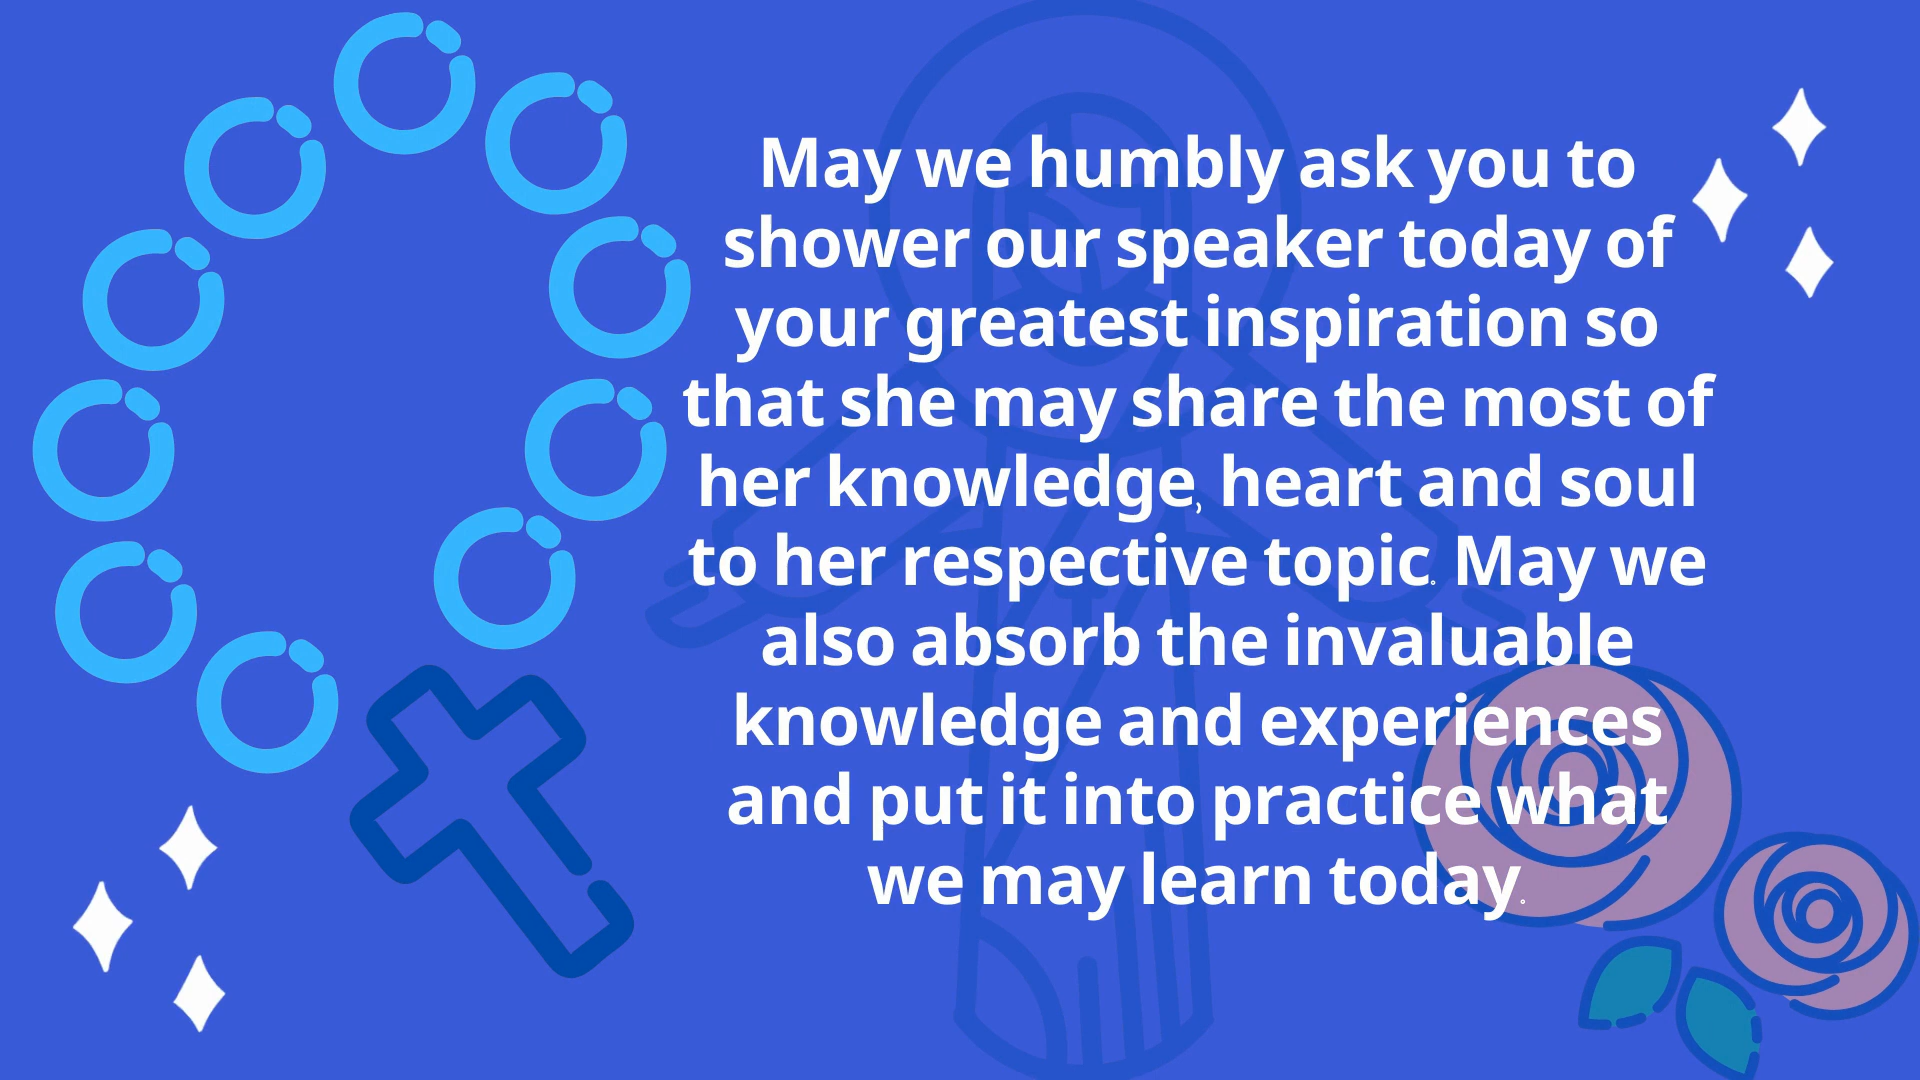 May we humbly ask you to
shower our speaker today of
your greatest inspiration so
that she may share the most of
her knowledge, heart and soul
to her respective topic. May we
also absorb the invaluable
knowledge and experiences
and put it into practice what
we may learn today.